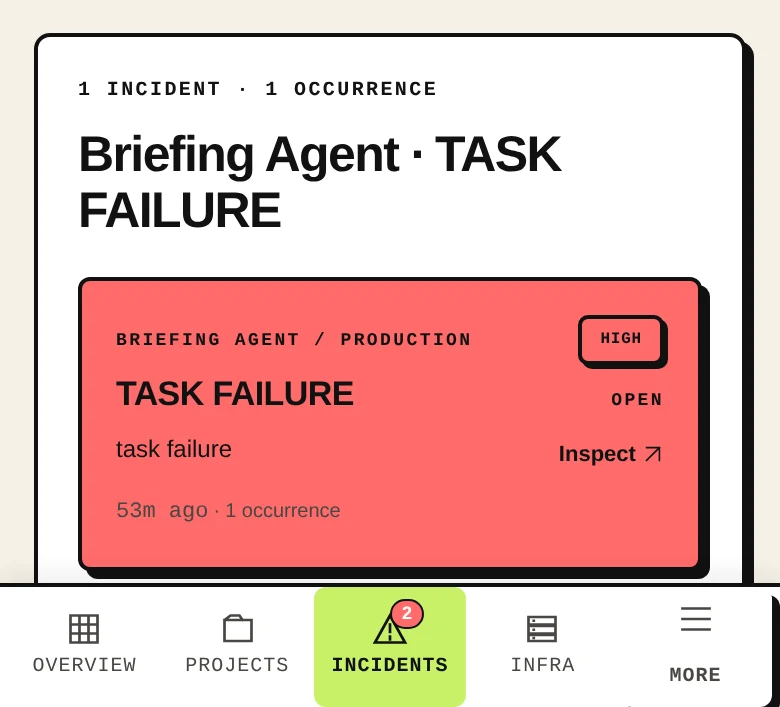 1 INCIDENT · 1 OCCURRENCE
Briefing Agent · TASK
FAILURE
BRIEFING AGENT / PRODUCTION
HIGH
TASK FAILURE
OPEN
task failure
Inspect
53m ago · 1 occurrence
2
OVERVIEW
PROJECTS
INCIDENTS
INFRA
MORE